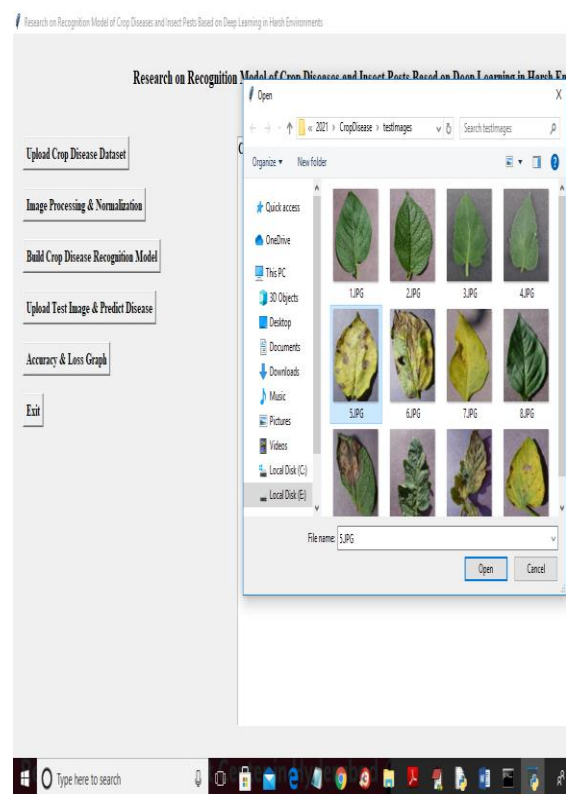 Research on Recognition Model of Crop Diseases and Insect Pests Based on Deep Learning in Harsh Environments
Research on Recognition Model of Crop Diseases and Insect Pests Based on Deep Learning in Harsh En
Open
X
« 2021 > CropDisease > testImages
Search testImages
Organize
New folder
Upload Crop Disease Dataset
Image Processing & Normalization
Build Crop Disease Recognition Model
Upload Test Image & Predict Disease
Accuracy & Loss Graph
Exit
C
Quick access
OneDrive
This PC
3D Objects
Desktop
Documents
Downloads
Music
Pictures
Videos
Local Disk (C:)
Local Disk (E:)
1.JPG 2.JPG 3.JPG 4.JPG
5.JPG 6.JPG 7.JPG 8.JPG
File name: 5.JPG
Open Cancel
Type here to search